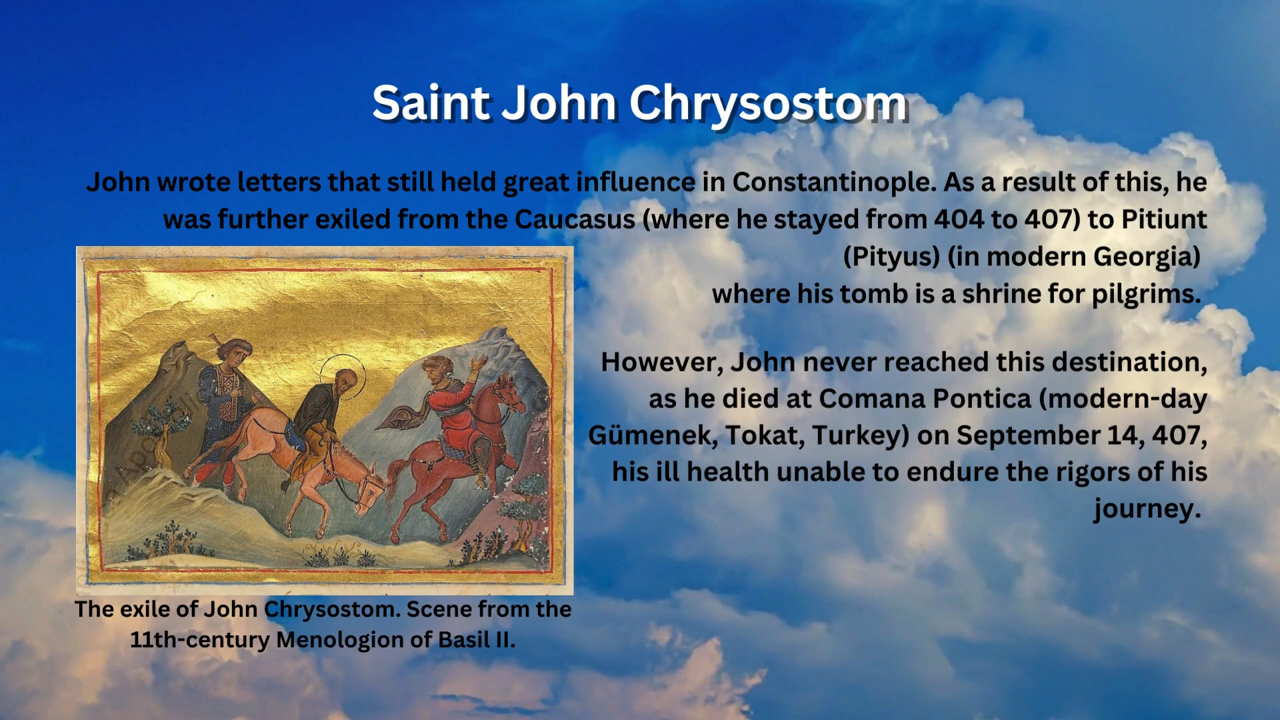 Saint John Chrysostom
John wrote letters that still held great influence in Constantinople. As a result of this, he
was further exiled from the Caucasus (where he stayed from 404 to 407) to Pitiunt
(Pityus) (in modern Georgia)
where his tomb is a shrine for pilgrims.
However, John never reached this destination,
as he died at Comana Pontica (modern-day
Gümenek, Tokat, Turkey) on September 14, 407,
his ill health unable to endure the rigors of his
journey.
The exile of John Chrysostom. Scene from the
11th-century Menologion of Basil II.